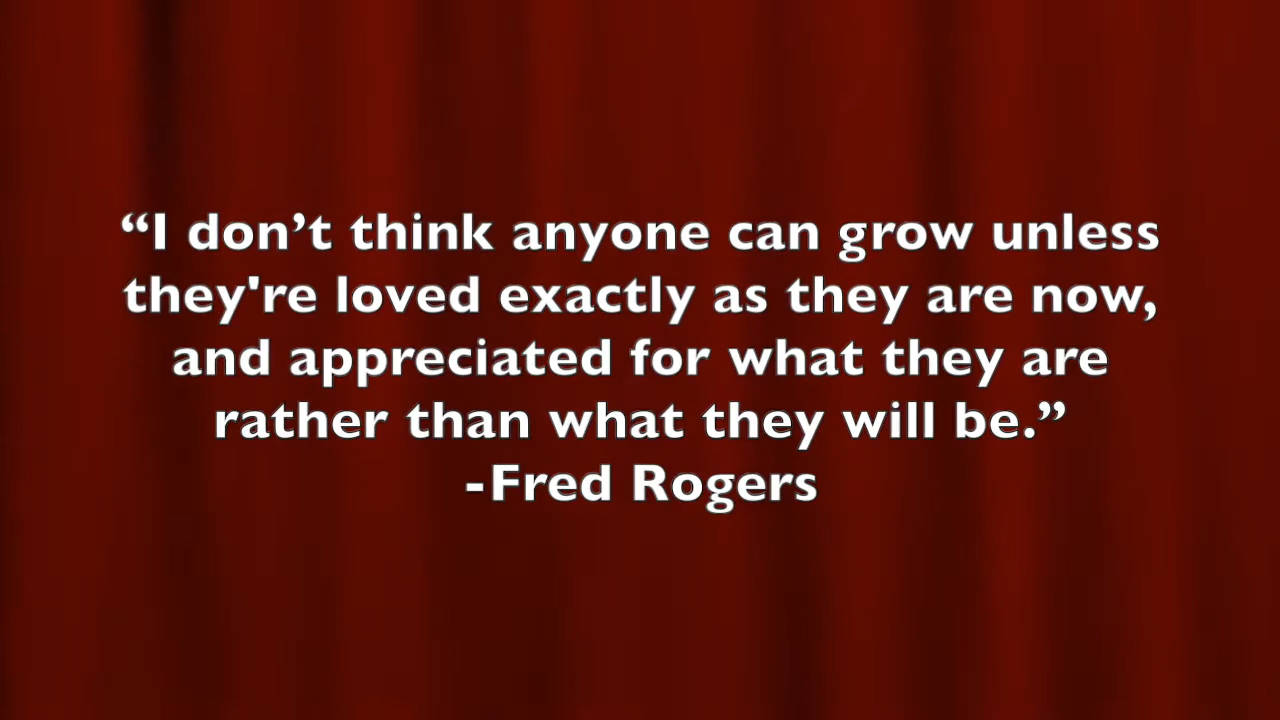 “I don’t think anyone can grow unless
they're loved exactly as they are now,
and appreciated for what they are
rather than what they will be.”
-Fred Rogers